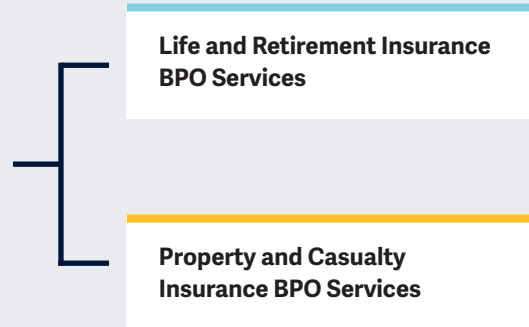 Life and Retirement Insurance
BPO Services
Property and Casualty
Insurance BPO Services